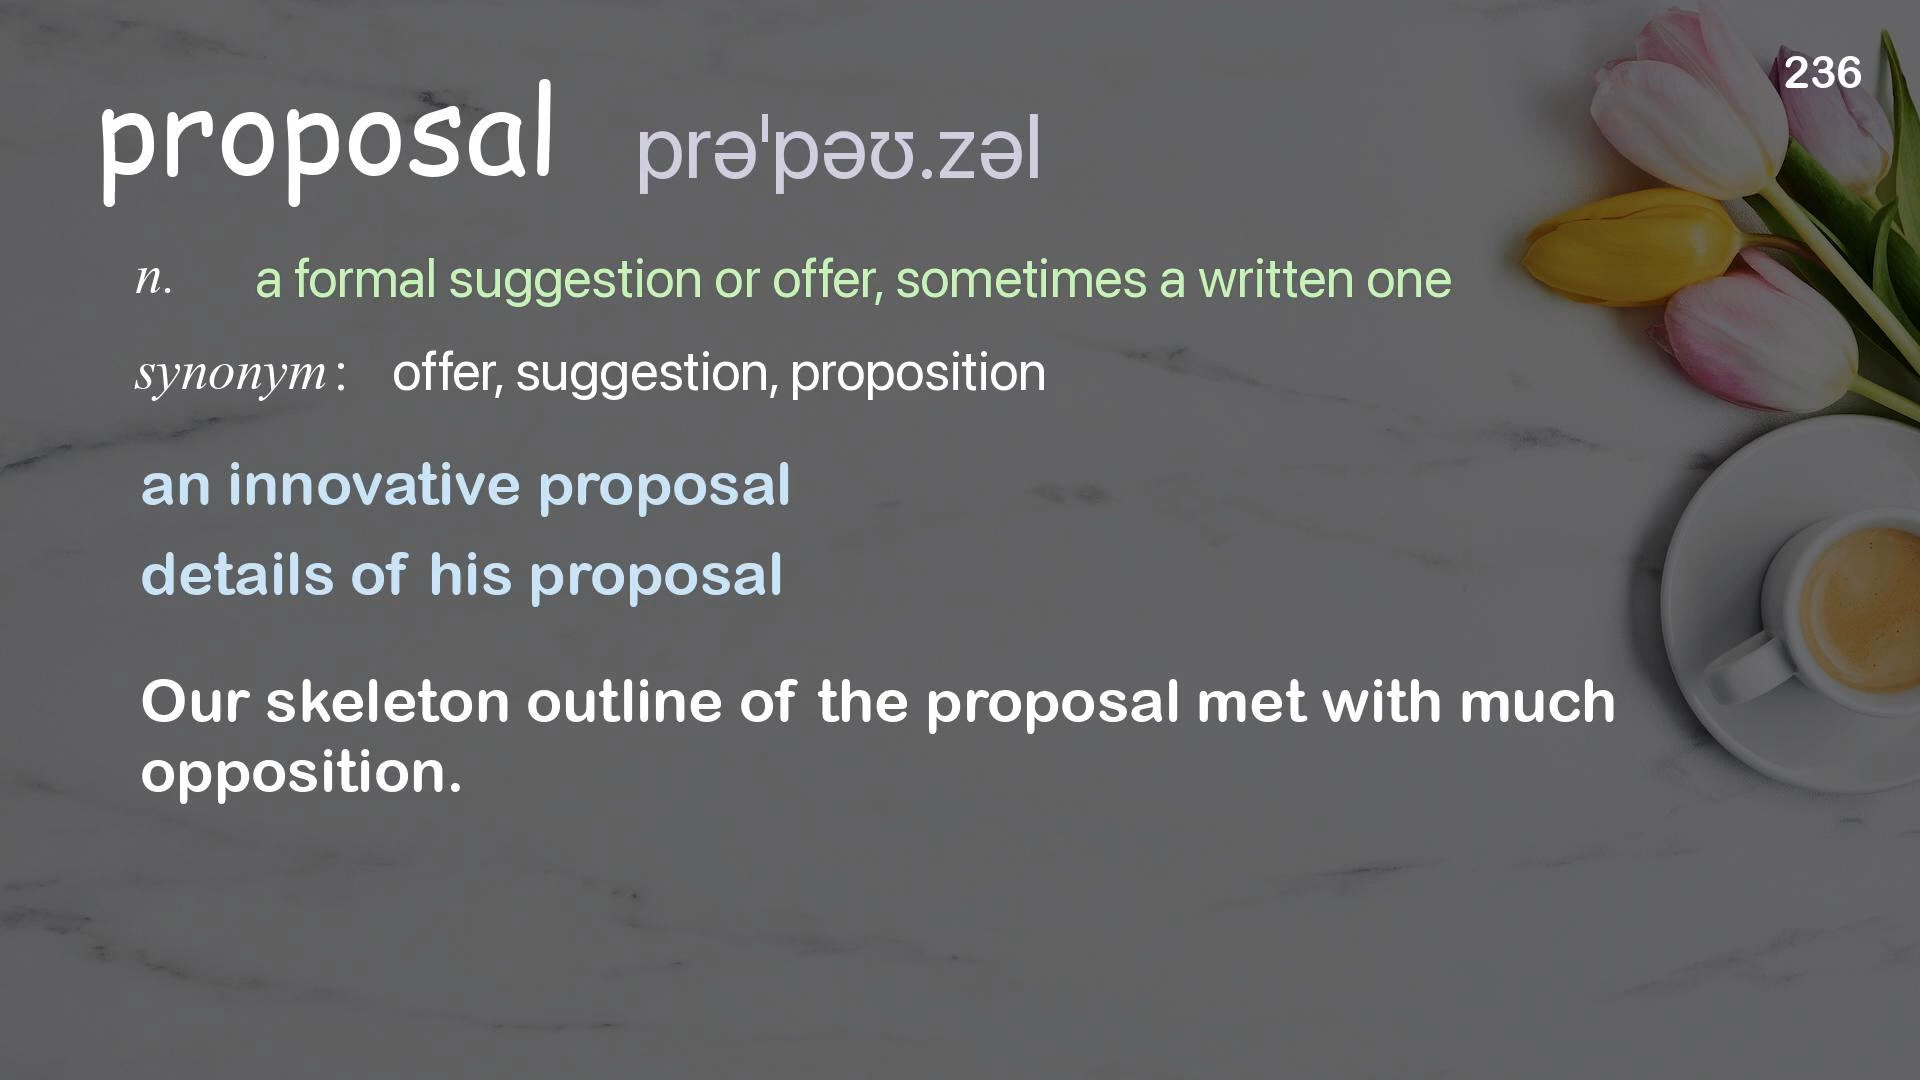 236
proposal prəˈpəʊ.zəl
n. a formal suggestion or offer, sometimes a written one
synonym: offer, suggestion, proposition
an innovative proposal
details of his proposal
Our skeleton outline of the proposal met with much
opposition.